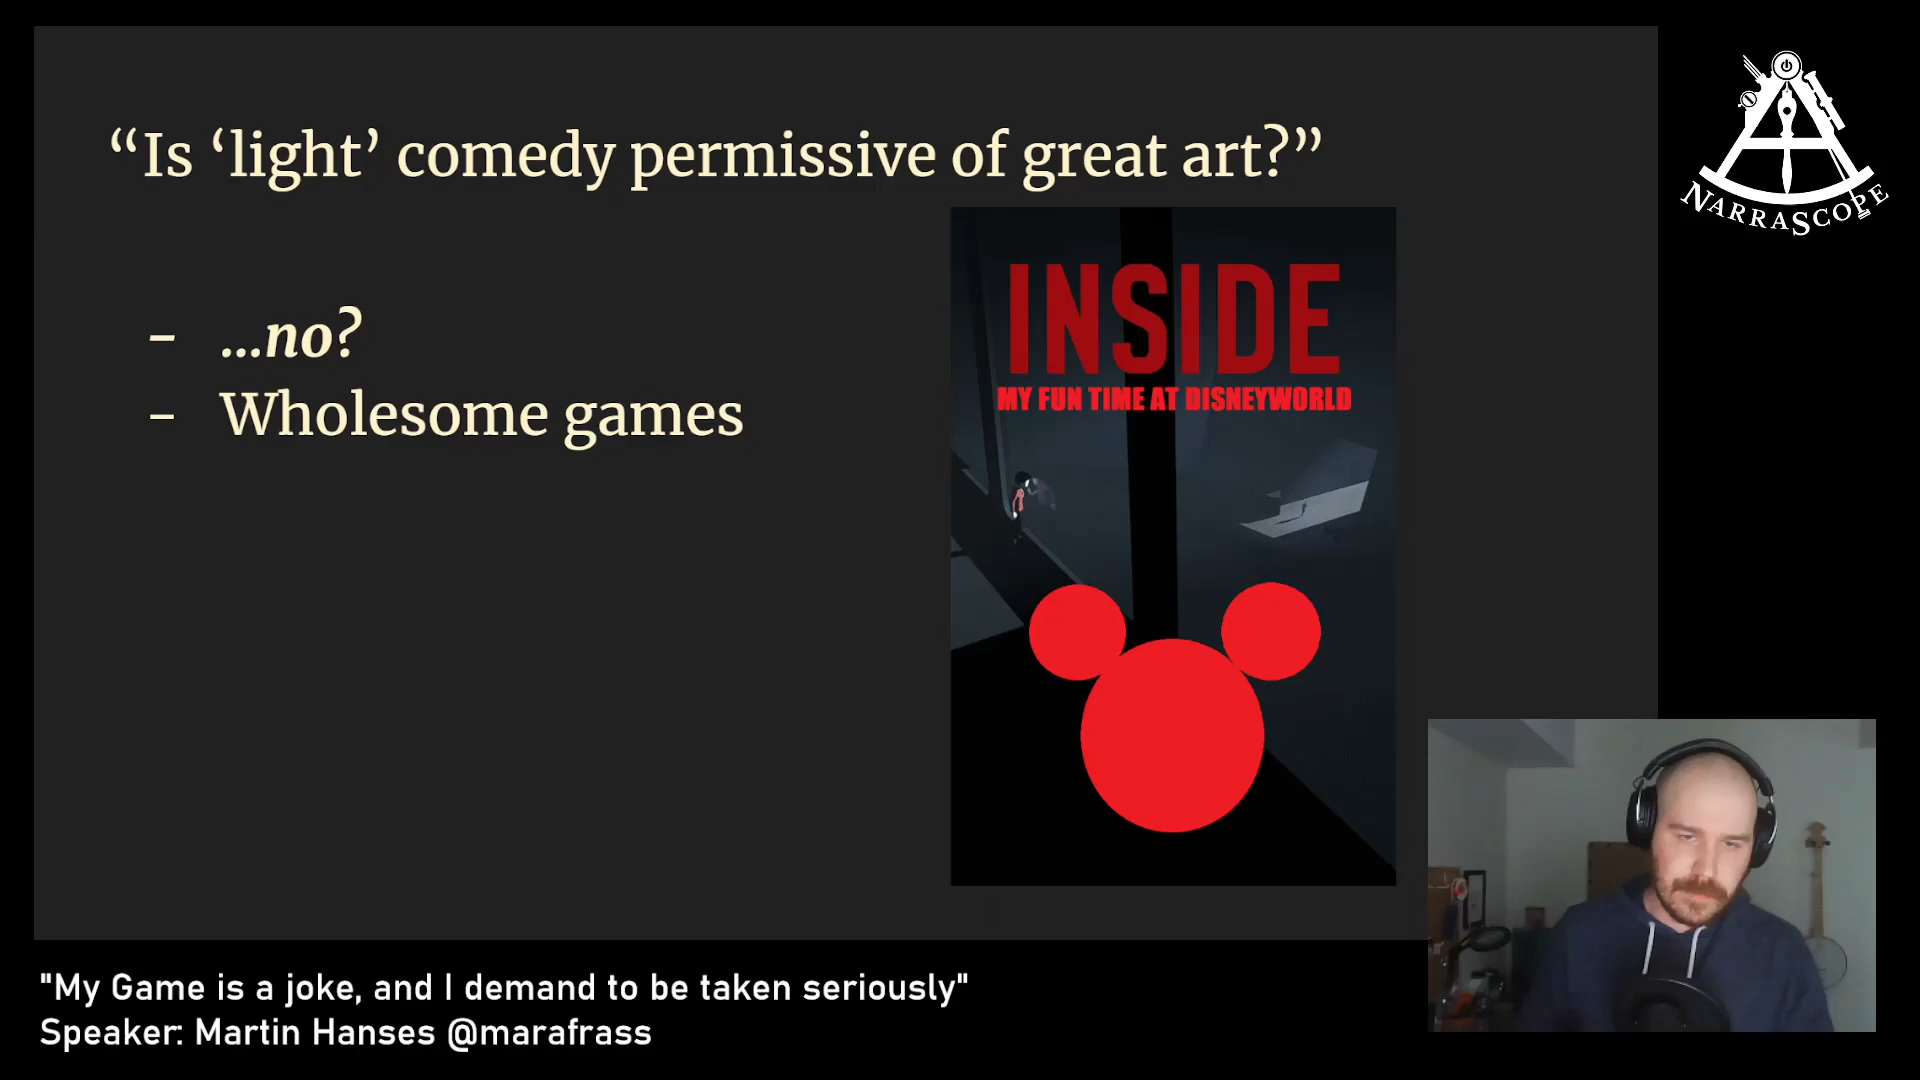 “Is ‘light’ comedy permissive of great art?”
- ...no?
- Wholesome games
INSIDE
MY FUN TIME AT DISNEYWORLD
NARRASCOPE
"My Game is a joke, and I demand to be taken seriously"
Speaker: Martin Hanses @marafrass